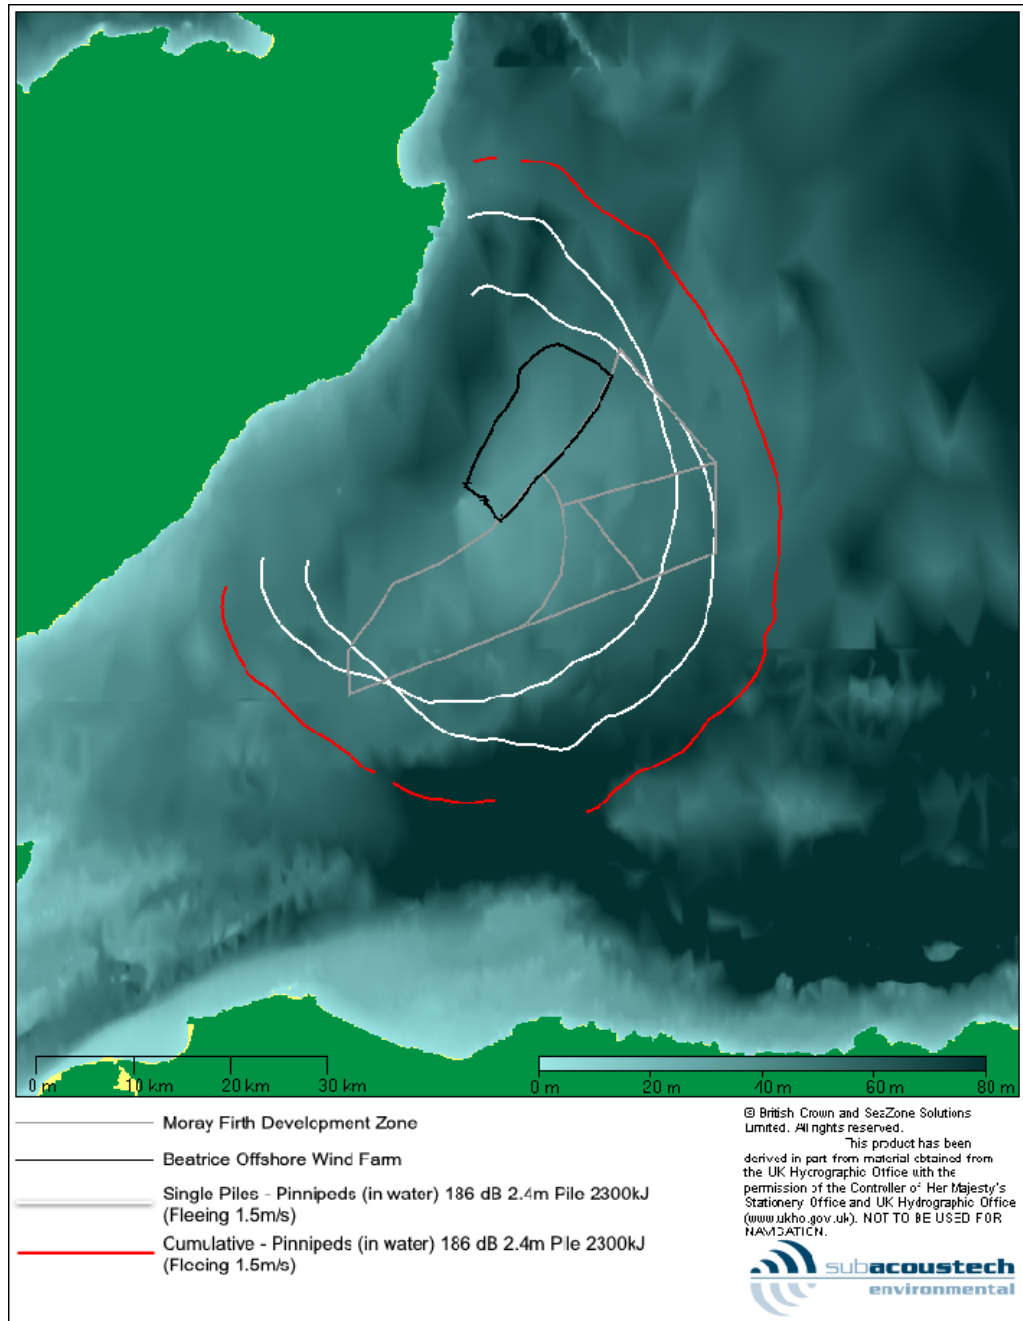 0 m 10 km 20 km 30 km
0 m 20 m 40 m 60 m 80 m
Moray Firth Development Zone
Beatrice Offshore Wind Farm
Single Piles - Pinnipeds (in water) 186 dB 2.4m Pile 2300kJ
(Fleeing 1.5m/s)
Cumulative - Pinnipeds (in water) 186 dB 2.4m Pile 2300kJ
(Fleeing 1.5m/s)
© British Crown and SeaZone Solutions
Limited. All rights reserved.
This product has been
derived in part from material obtained from
the UK Hydrographic Office with the
permission of the Controller of Her Majesty's
Stationery Office and UK Hydrographic Office
(www.ukho.gov.uk). NOT TO BE USED FOR
NAVIGATION.
subacoustech
environmental